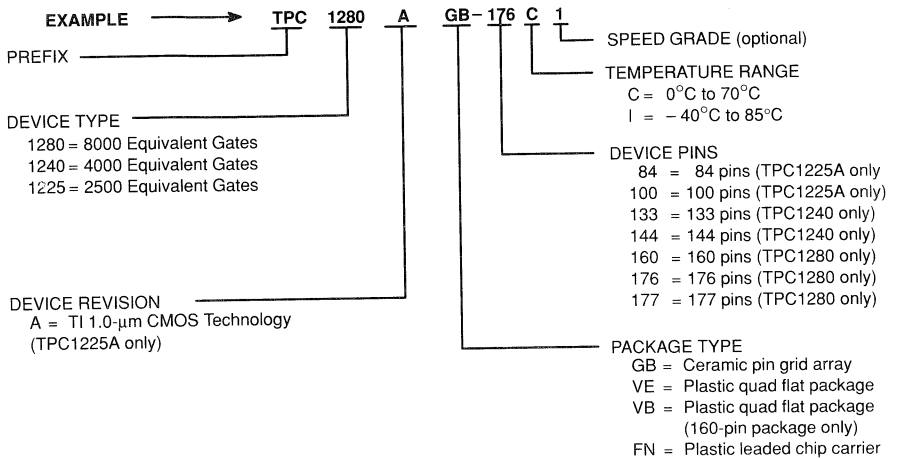 EXAMPLE TPC 1280 A GB-176 C 1
SPEED GRADE (optional)
PREFIX
TEMPERATURE RANGE
C = 0°C to 70°C
I = – 40°C to 85°C
DEVICE TYPE
1280 = 8000 Equivalent Gates
1240 = 4000 Equivalent Gates
1225 = 2500 Equivalent Gates
DEVICE PINS
84 = 84 pins (TPC1225A only
100 = 100 pins (TPC1225A only)
133 = 133 pins (TPC1240 only)
144 = 144 pins (TPC1240 only)
160 = 160 pins (TPC1280 only)
176 = 176 pins (TPC1280 only)
177 = 177 pins (TPC1280 only)
DEVICE REVISION
A = TI 1.0-μm CMOS Technology
(TPC1225A only)
PACKAGE TYPE
GB = Ceramic pin grid array
VE = Plastic quad flat package
VB = Plastic quad flat package
(160-pin package only)
FN = Plastic leaded chip carrier